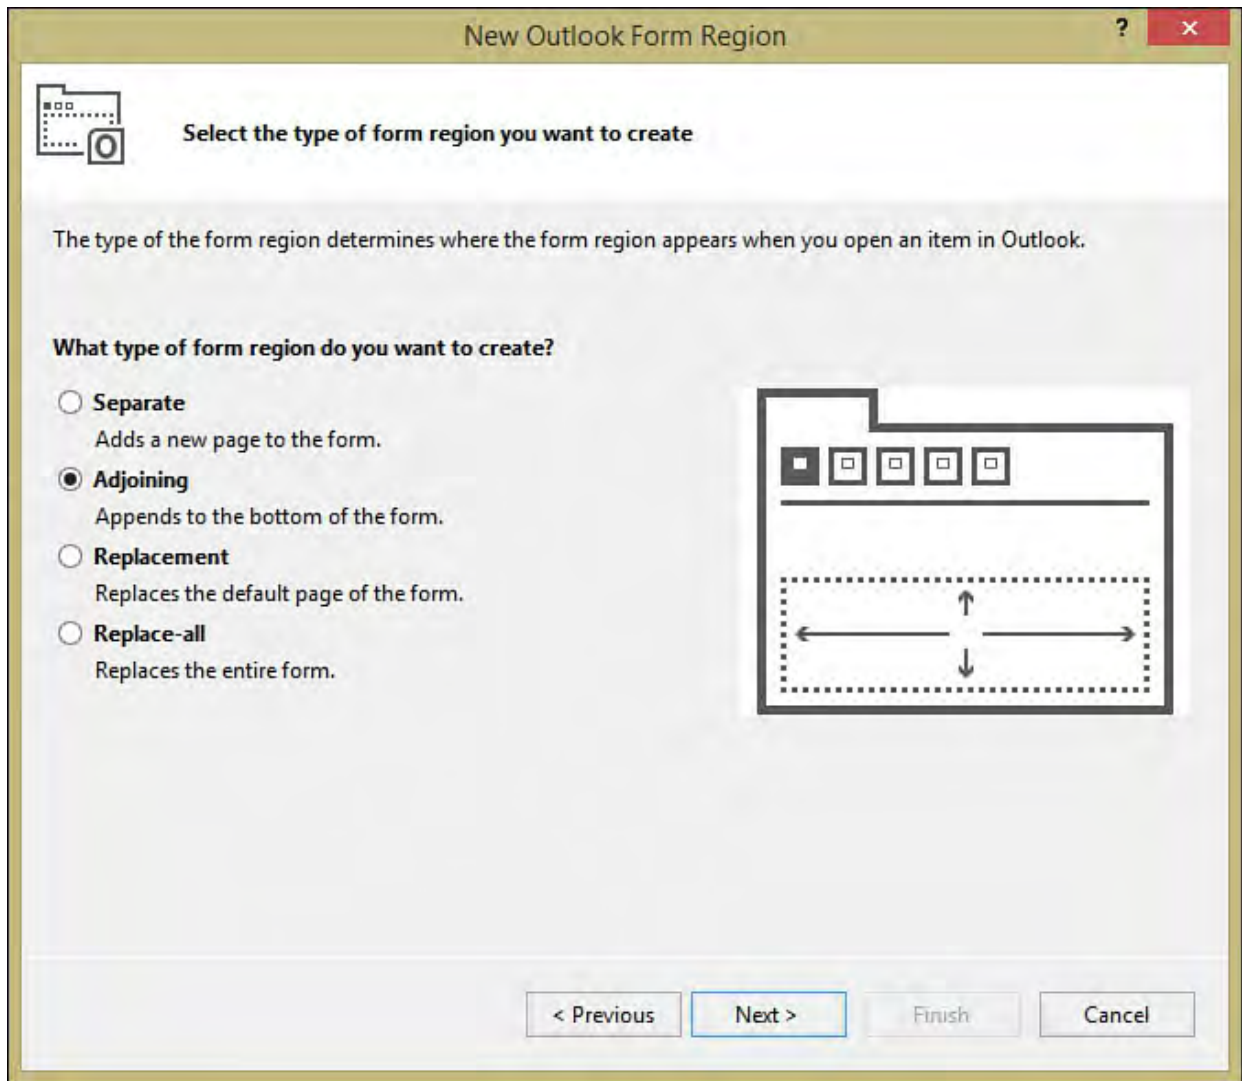 New Outlook Form Region
?
Select the type of form region you want to create
The type of the form region determines where the form region appears when you open an item in Outlook.
What type of form region do you want to create?
Separate
Adds a new page to the form.
Adjoining
Appends to the bottom of the form.
Replacement
Replaces the default page of the form.
Replace-all
Replaces the entire form.
< Previous
Next >
Finish
Cancel